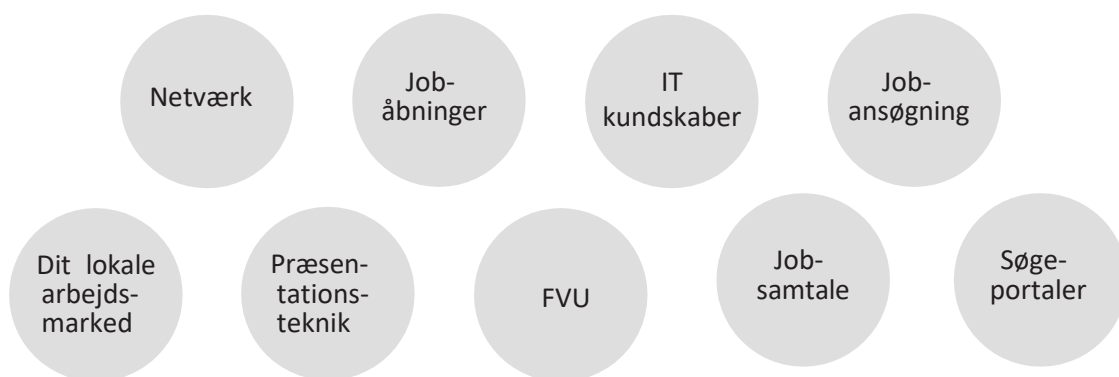 Netværk
Job-
åbninger
IT
kundskaber
Job-
ansøgning
Dit lokale
arbejds-
marked
Præsen-
tations-
teknik
FVU
Job-
samtale
Søge-
portaler